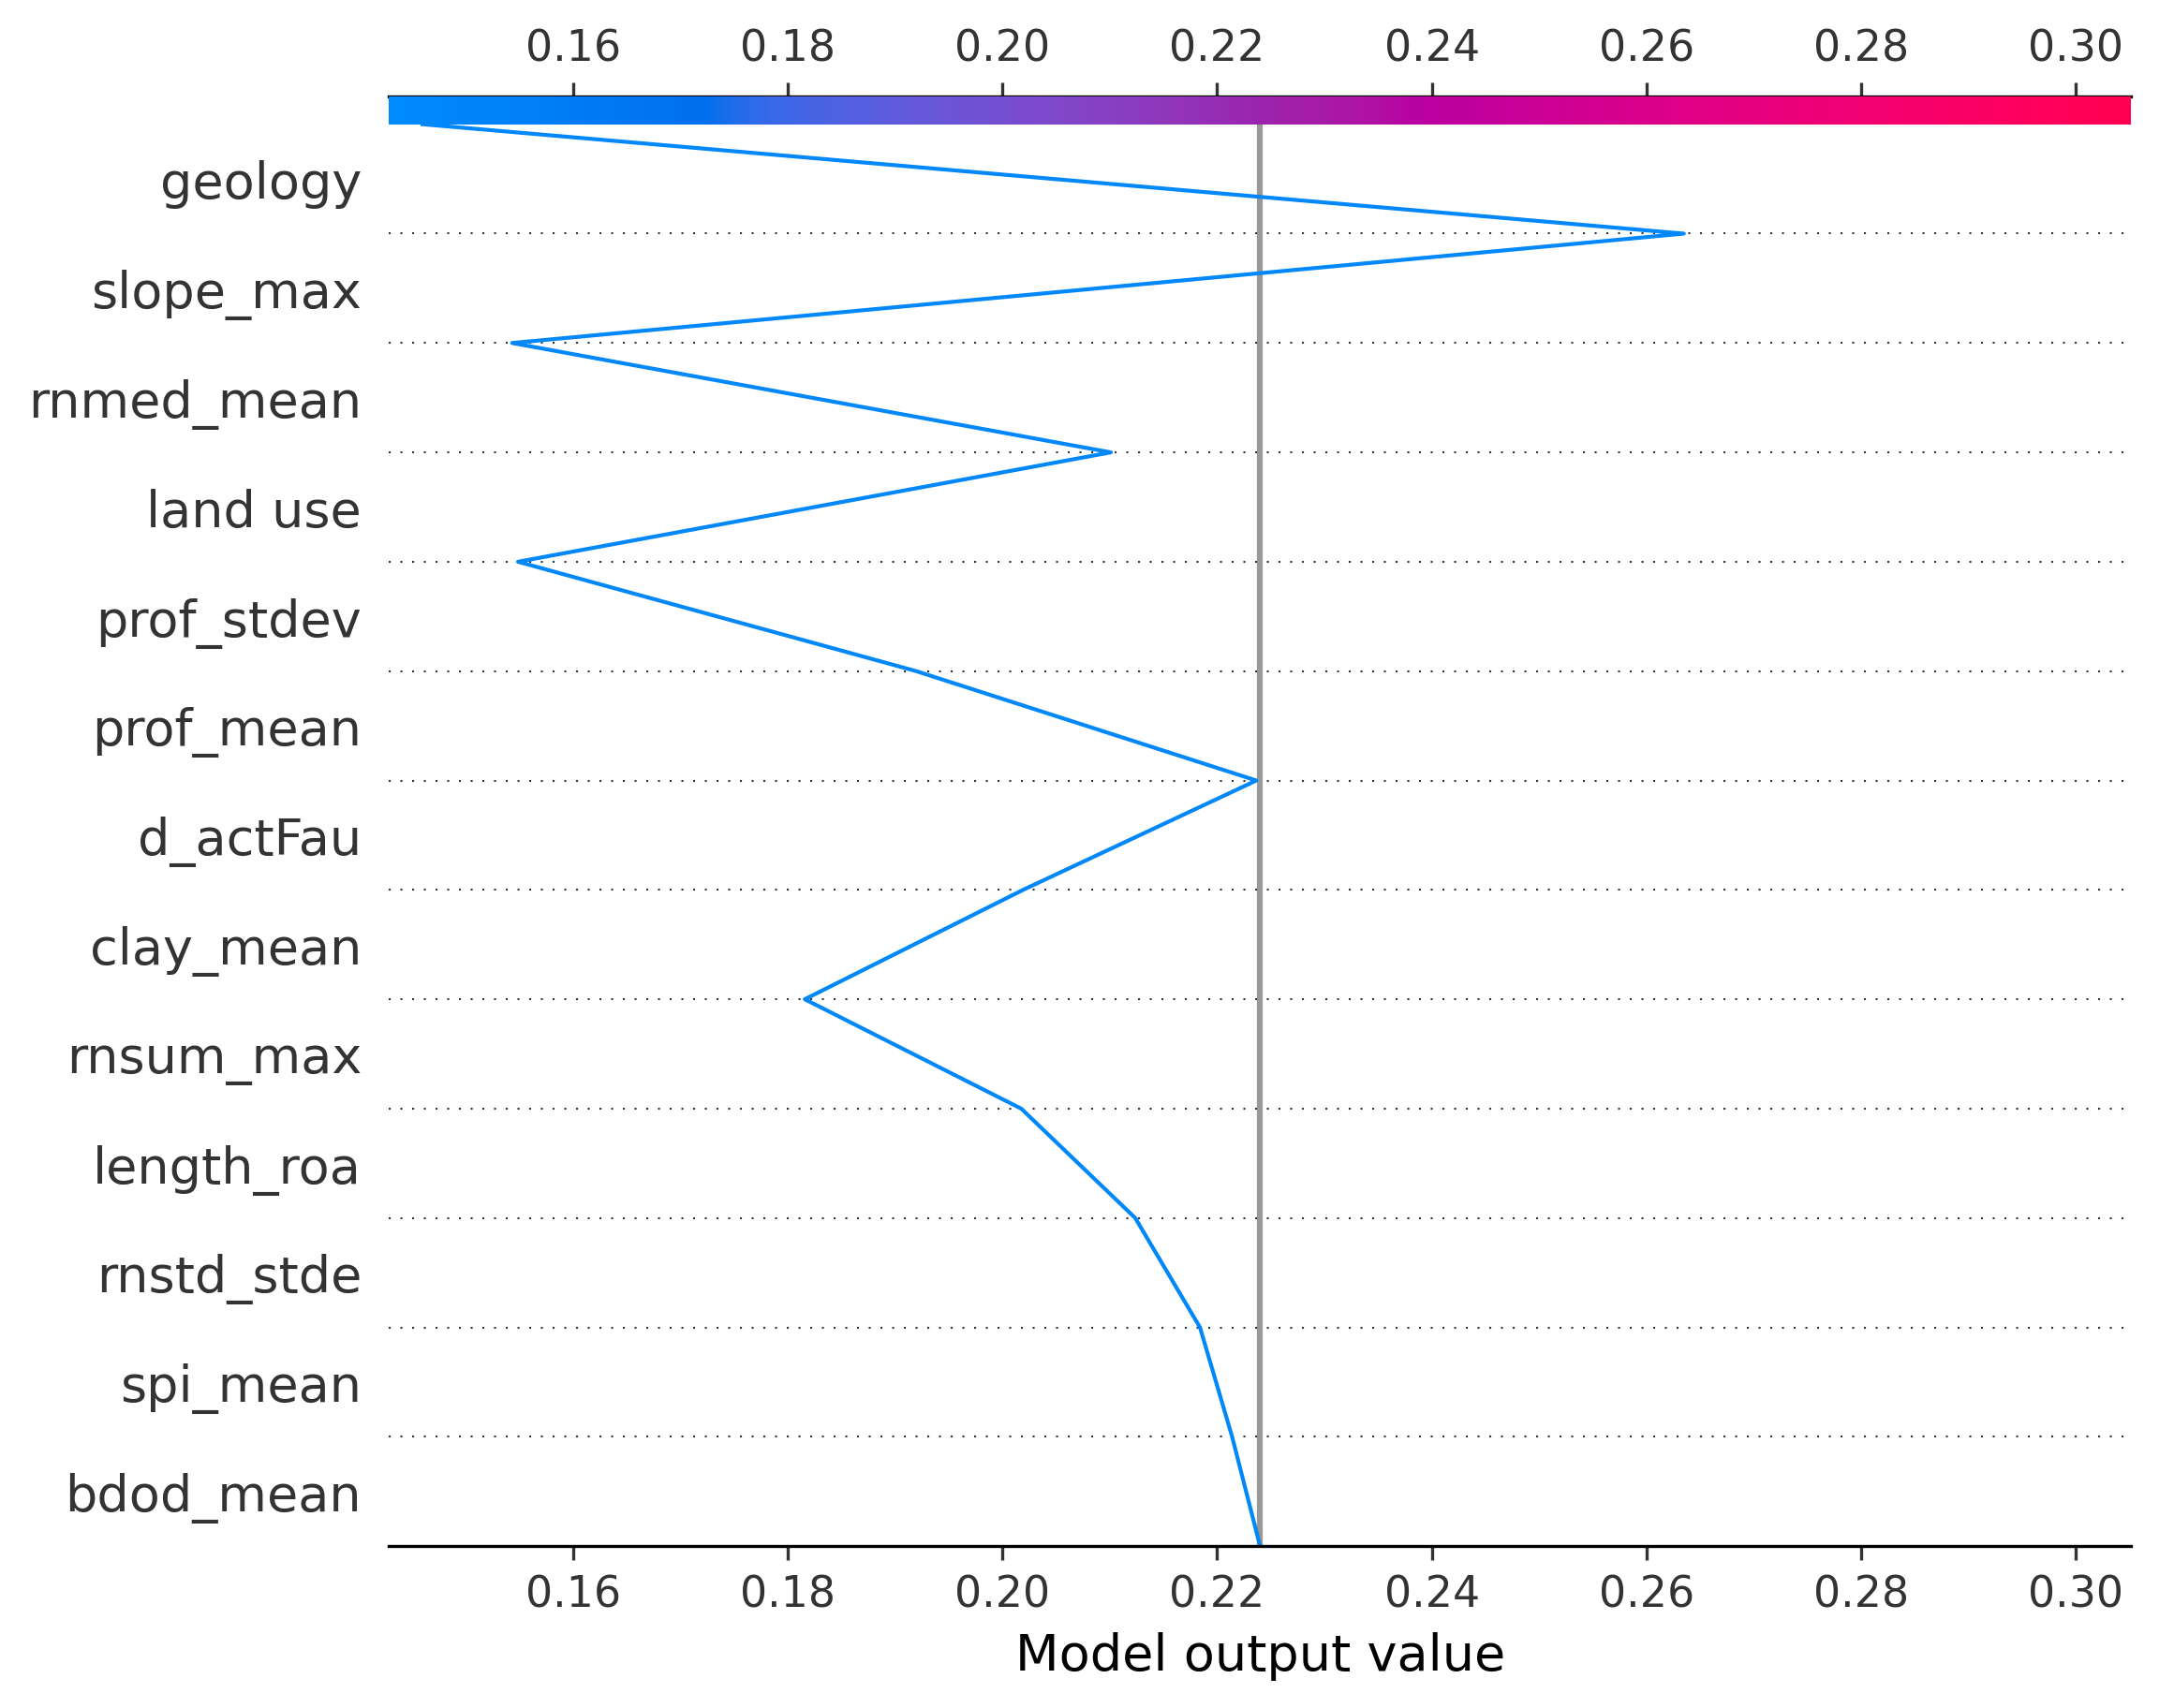 0.16 0.18 0.20 0.22 0.24 0.26 0.28 0.30
geology
slope_max
rnmed_mean
land use
prof_stdev
prof_mean
d_actFau
clay_mean
rnsum_max
length_roa
rnstd_stde
spi_mean
bdod_mean
0.16 0.18 0.20 0.22 0.24 0.26 0.28 0.30
Model output value